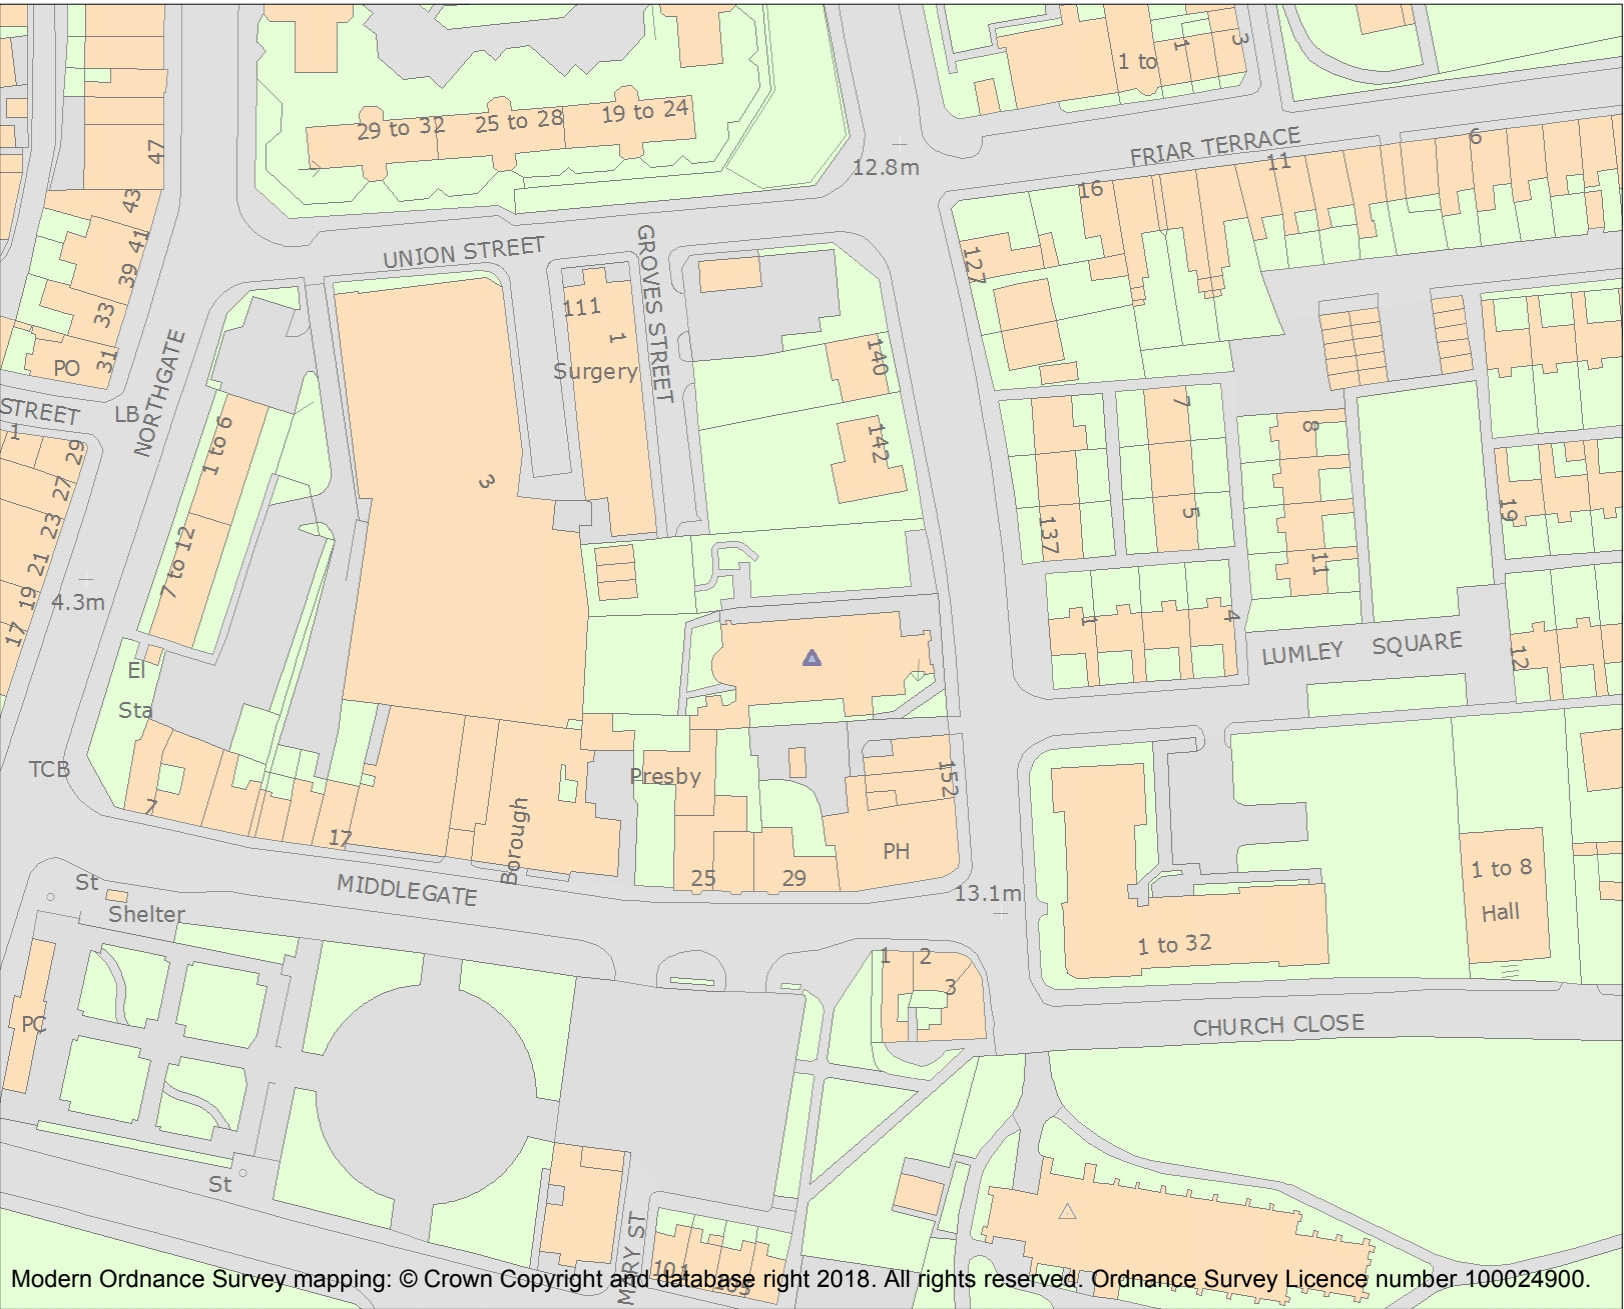 1 to
1
3
29 to 32
25 to 28
19 to 24
47
12.8m
FRIAR TERRACE
6
11
16
43
41
39
33
31
UNION STREET
GROVES STREET
127
111
1
Surgery
140
142
PO
LB
NORTHGATE
STREET
1
29
27
23
21
19
17
1 to 6
7 to 12
3
7
5
137
8
11
19
4.3m
1
4
LUMLEY SQUARE
12
El
Sta
TCB
7
17
Borough
Presby
152
25
29
PH
MIDDLEGATE
13.1m
St
Shelter
1 to 8
Hall
1 to 32
1
2
3
PC
CHURCH CLOSE
St
MARY ST
101
105
Modern Ordnance Survey mapping: © Crown Copyright and database right 2018. All rights reserved. Ordnance Survey Licence number 100024900.